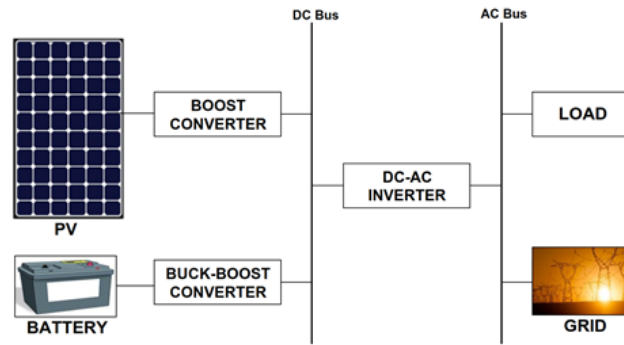 DC Bus
AC Bus
BOOST
CONVERTER
LOAD
DC-AC
INVERTER
PV
BUCK-BOOST
CONVERTER
BATTERY
GRID